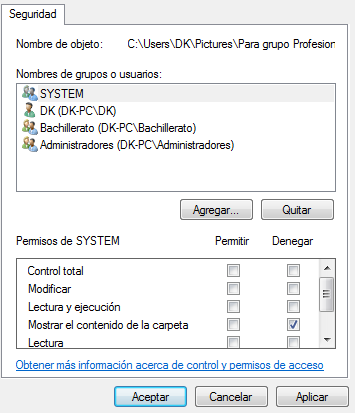 Seguridad
Nombre de objeto: C:\Users\DK\Pictures\Para grupo Profesion
Nombres de grupos o usuarios:
SYSTEM
DK (DK-PC\DK)
Bachillerato (DK-PC\Bachillerato)
Administradores (DK-PC\Administradores)
Agregar... Quitar
Permisos de SYSTEM Permitir Denegar
Control total
Modificar
Lectura y ejecución
Mostrar el contenido de la carpeta
Lectura
Obtener más información acerca de control y permisos de acceso
Aceptar Cancelar Aplicar